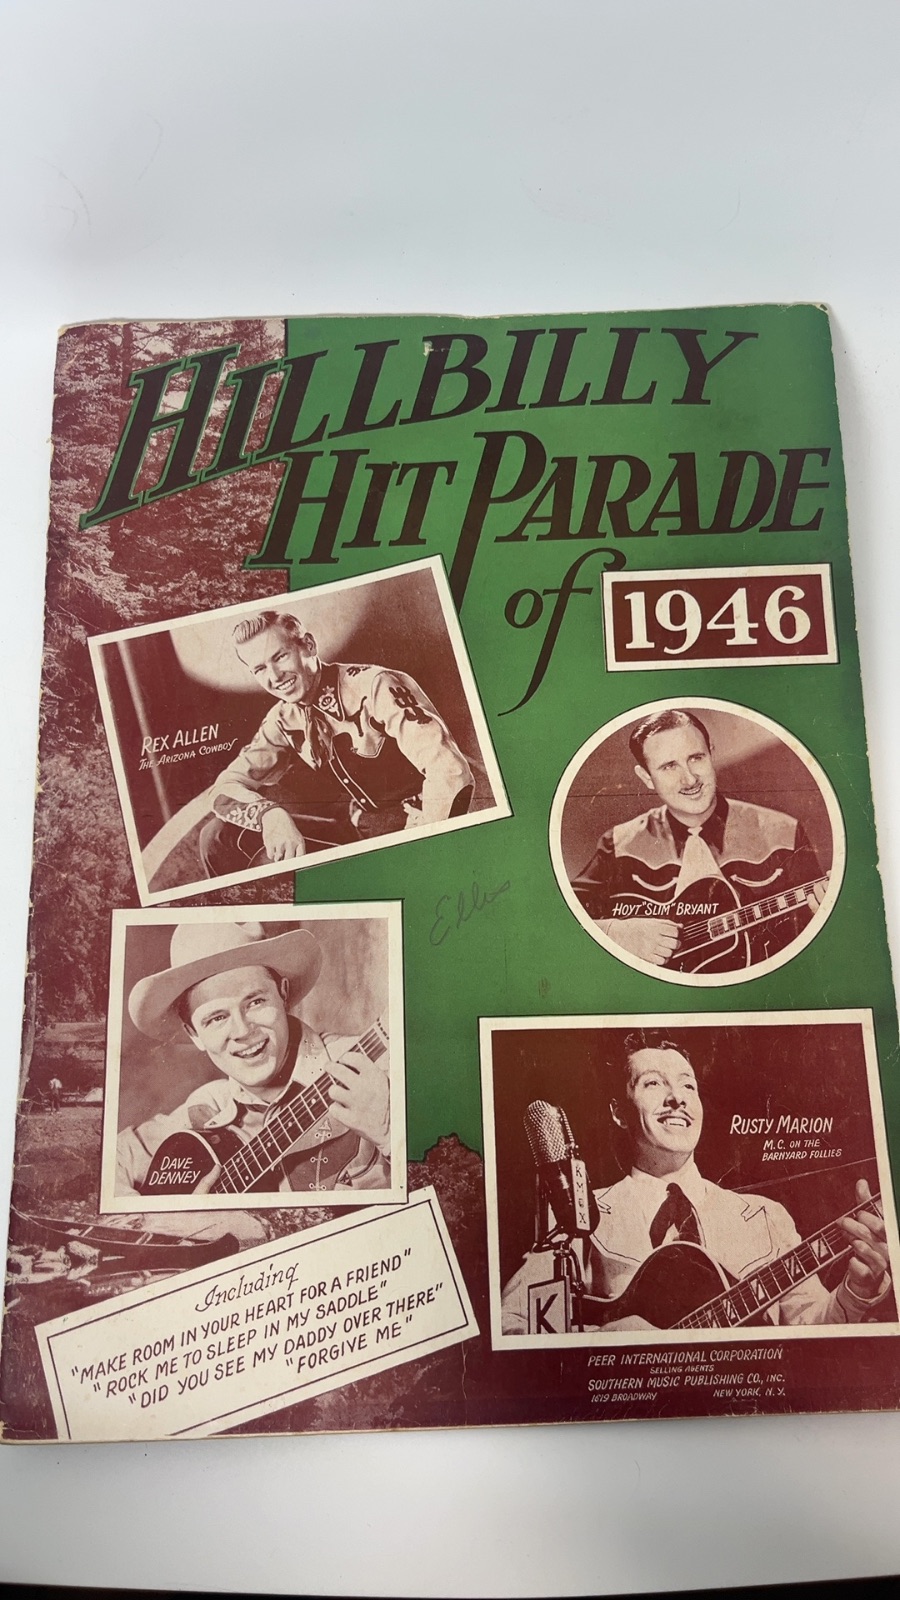 HILLBILLY
HIT PARADE
of 1946
REX ALLEN
THE ARIZONA COWBOY
HOYT "SLIM" BRYANT
Ellis
DAVE
DENNEY
RUSTY MARION
M.C. ON THE
BARNYARD FOLLIES
K
Including
"MAKE ROOM IN YOUR HEART FOR A FRIEND"
"ROCK ME TO SLEEP IN MY SADDLE"
"DID YOU SEE MY DADDY OVER THERE"
"FORGIVE ME"
PEER INTERNATIONAL CORPORATION
SELLING AGENTS
SOUTHERN MUSIC PUBLISHING CO., INC.
1619 BROADWAY NEW YORK, N.Y.